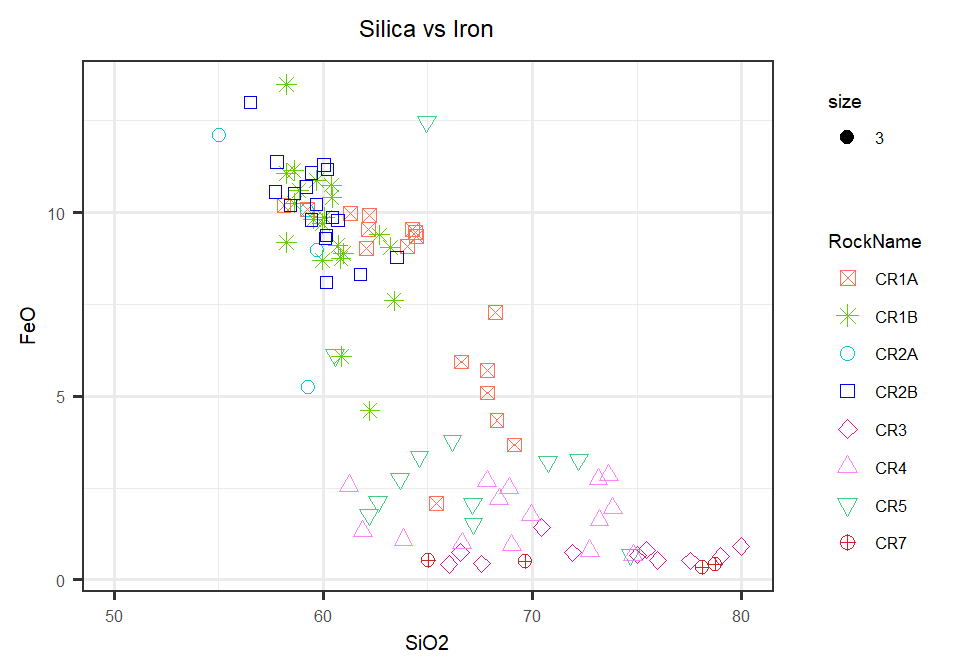 Silica vs Iron
FeO
10
5
0
50
60
70
80
SiO2
size
3
RockName
CR1A
CR1B
CR2A
CR2B
CR3
CR4
CR5
CR7